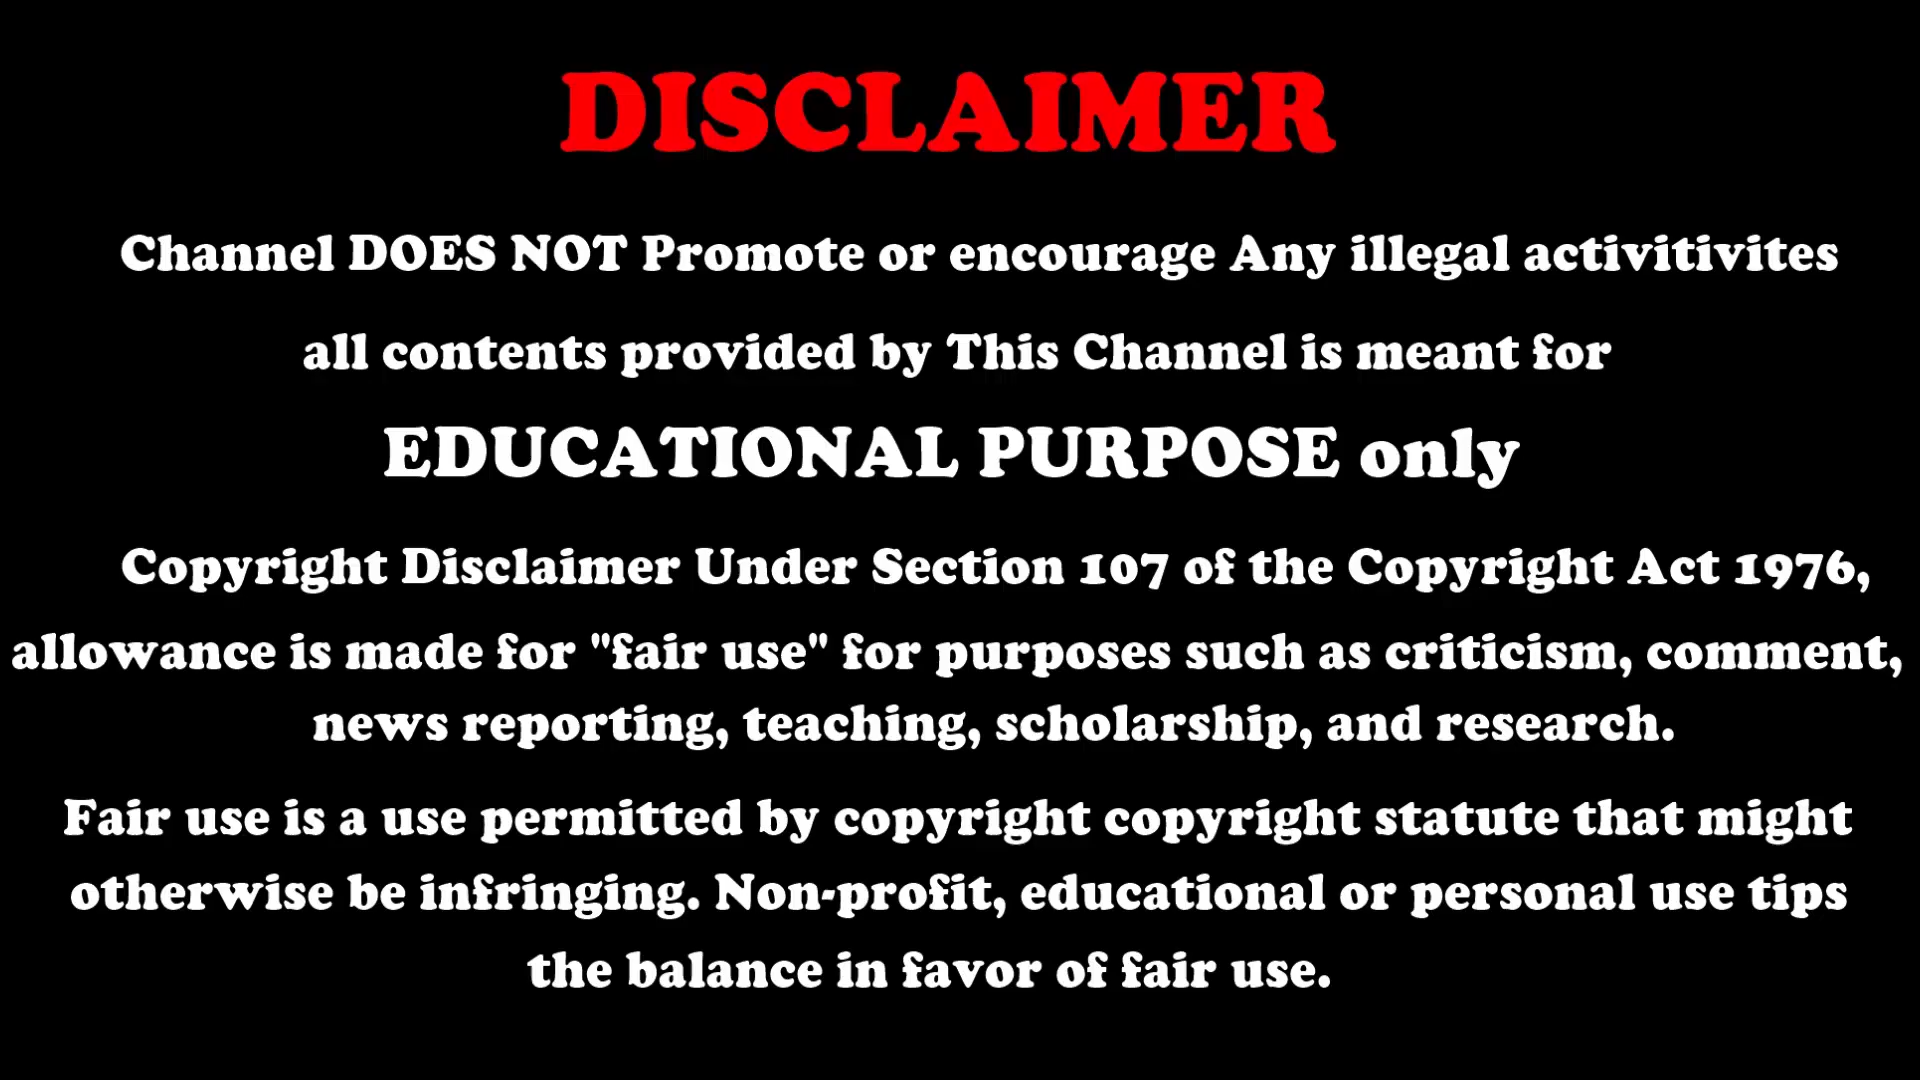 DISCLAIMER
Channel DOES NOT Promote or encourage Any illegal activitivites
all contents provided by This Channel is meant for
EDUCATIONAL PURPOSE only
Copyright Disclaimer Under Section 107 of the Copyright Act 1976,
allowance is made for "fair use" for purposes such as criticism, comment,
news reporting, teaching, scholarship, and research.
Fair use is a use permitted by copyright copyright statute that might
otherwise be infringing. Non-profit, educational or personal use tips
the balance in favor of fair use.